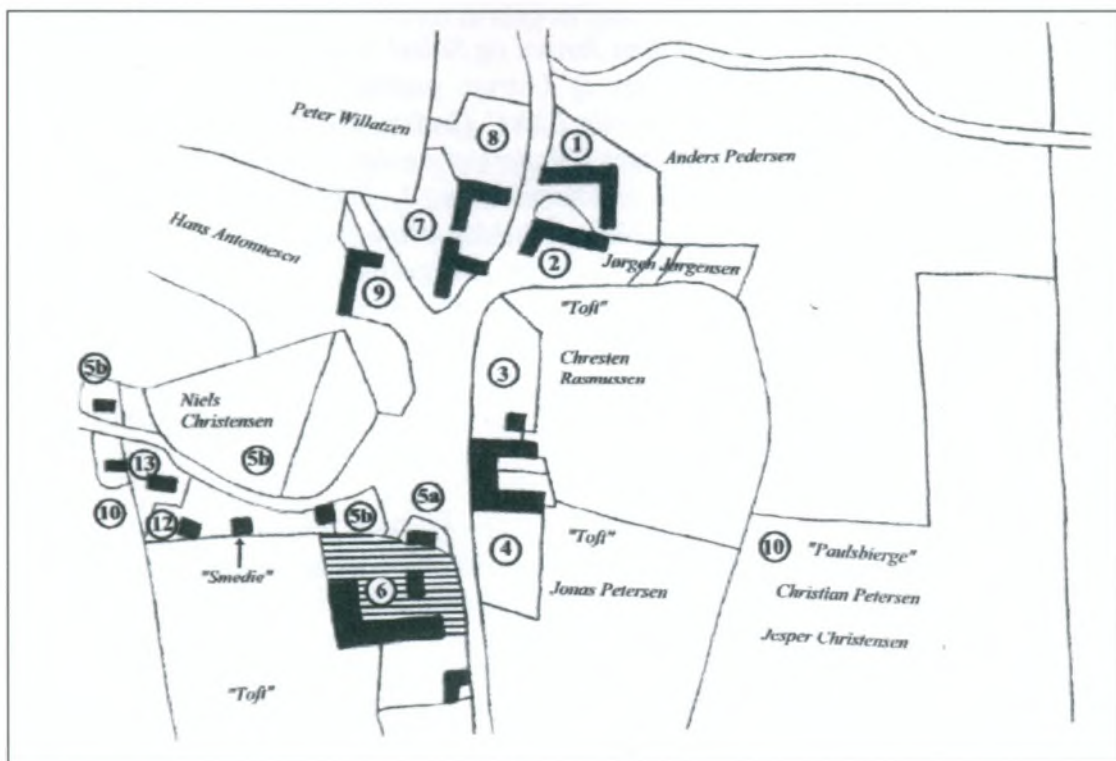 Peter Willatzen
8
1
Anders Pedersen
Hans Antonnesen
7
9
2
Jørgen Jørgensen
"Toft"
Chresten
Rasmussen
3
5b
Niels
Christensen
5b
13
10
12
5b
5a
"Smedie"
4
"Toft"
Jonas Petersen
10
"Paulsbierge"
Christian Petersen
Jesper Christensen
6
"Toft"